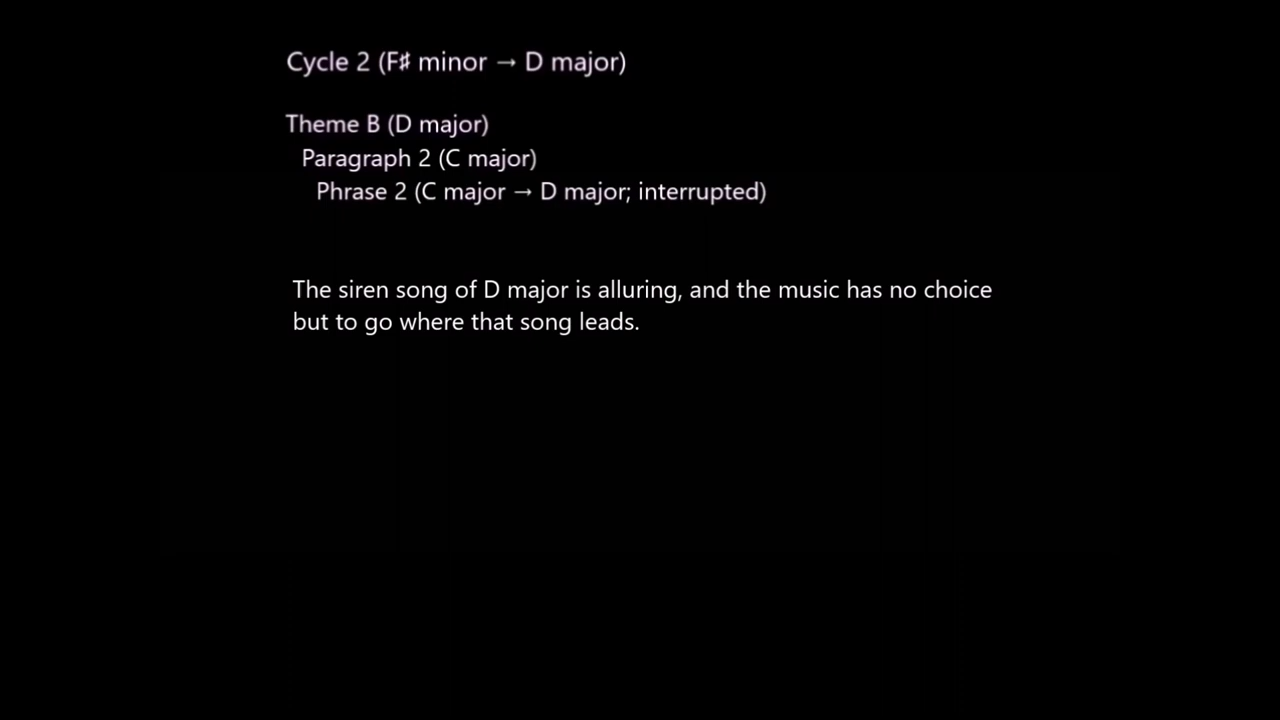 Cycle 2 (F♯ minor → D major)
Theme B (D major)
Paragraph 2 (C major)
Phrase 2 (C major → D major; interrupted)
The siren song of D major is alluring, and the music has no choice
but to go where that song leads.